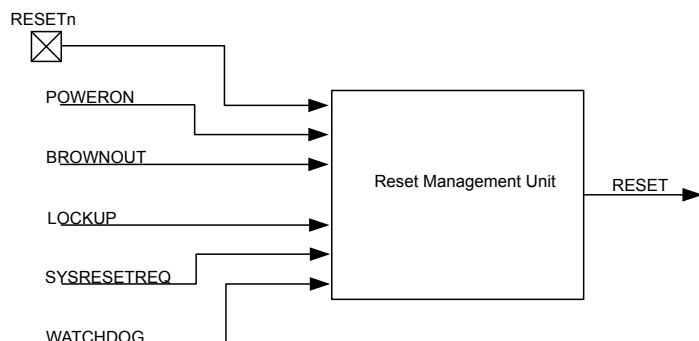 RESETn
POWERON
BROWNOUT
Reset Management Unit
RESET
LOCKUP
SYSRESETREQ
WATCHDOG